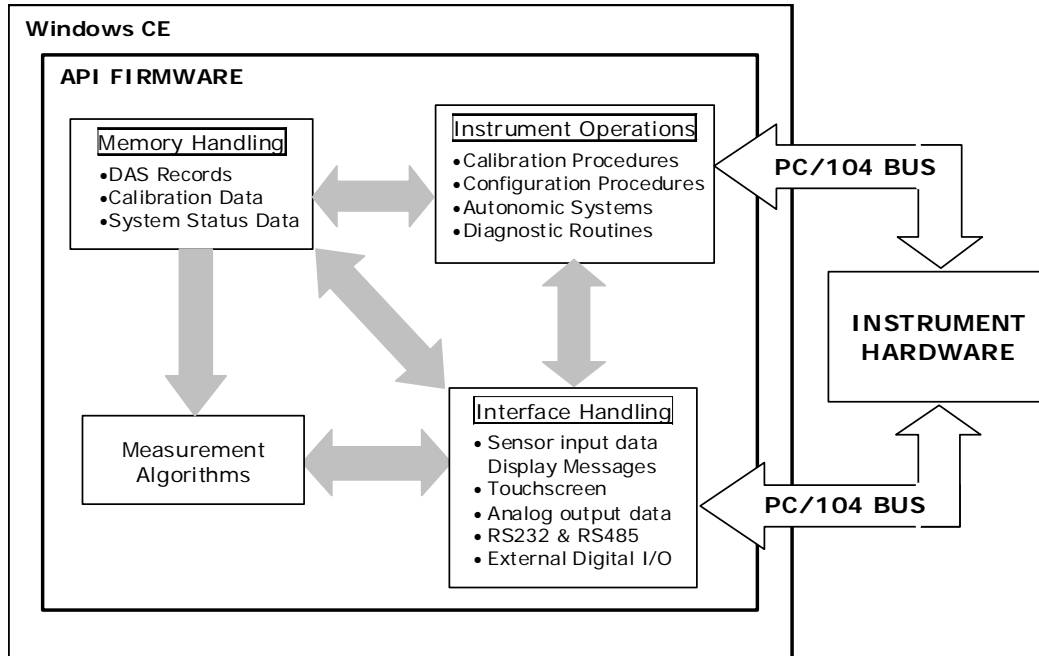 Windows CE
API FIRMWARE
Memory Handling
•DAS Records
•Calibration Data
•System Status Data
Instrument Operations
•Calibration Procedures
•Configuration Procedures
•Autonomic Systems
•Diagnostic Routines
PC/104 BUS
INSTRUMENT
HARDWARE
Measurement
Algorithms
Interface Handling
• Sensor input data
Display Messages
• Touchscreen
• Analog output data
• RS232 & RS485
• External Digital I/O
PC/104 BUS